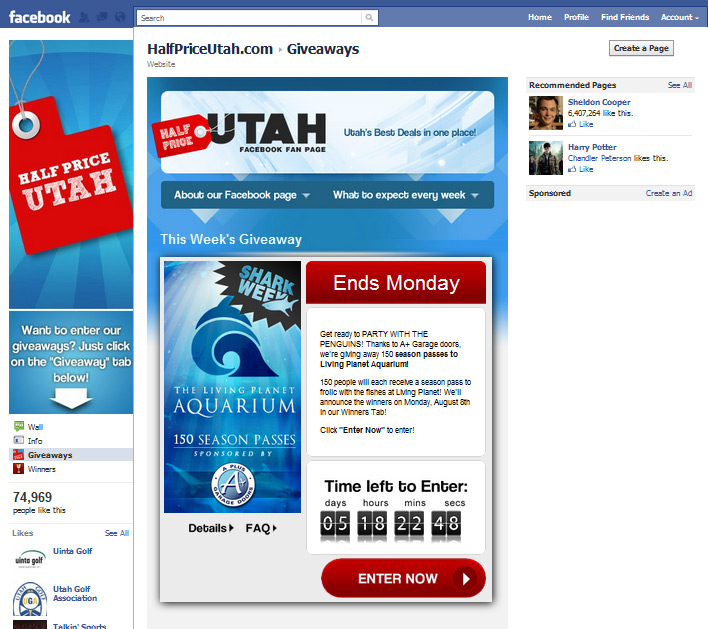 facebook
Search
Home Profile Find Friends Account
HALF PRICE
UTAH
Want to enter our
giveaways? Just click
on the "Giveaway" tab
below!
Wall
Info
Giveaways
Winners
74,969
people like this
Likes See All
uinta golf
Uinta Golf
UGA
Utah Golf
Association
Talkin' Sports
HalfPriceUtah.com ▸ Giveaways
Website
HALF
PRICE
UTAH
FACEBOOK FAN PAGE
Utah's Best Deals in one place!
About our Facebook page
What to expect every week
This Week's Giveaway
SHARK
WEEK
THE LIVING PLANET
AQUARIUM
150 SEASON PASSES
SPONSORED BY
A PLUS
A+
GARAGE DOORS
Details FAQ
Ends Monday
Get ready to PARTY WITH THE
PENGUINS! Thanks to A+ Garage doors,
we're giving away 150 season passes to
Living Planet Aquarium!
150 people will each receive a season pass to
frolic with the fishes at Living Planet! We'll
announce the winners on Monday, August 8th
in our Winners Tab!
Click "Enter Now" to enter!
Time left to Enter:
days hours mins secs
05 18 22 48
ENTER NOW
Create a Page
Recommended Pages See All
Sheldon Cooper
6,407,264 like this.
Like
Harry Potter
Chandler Peterson likes this.
Like
Sponsored Create an Ad